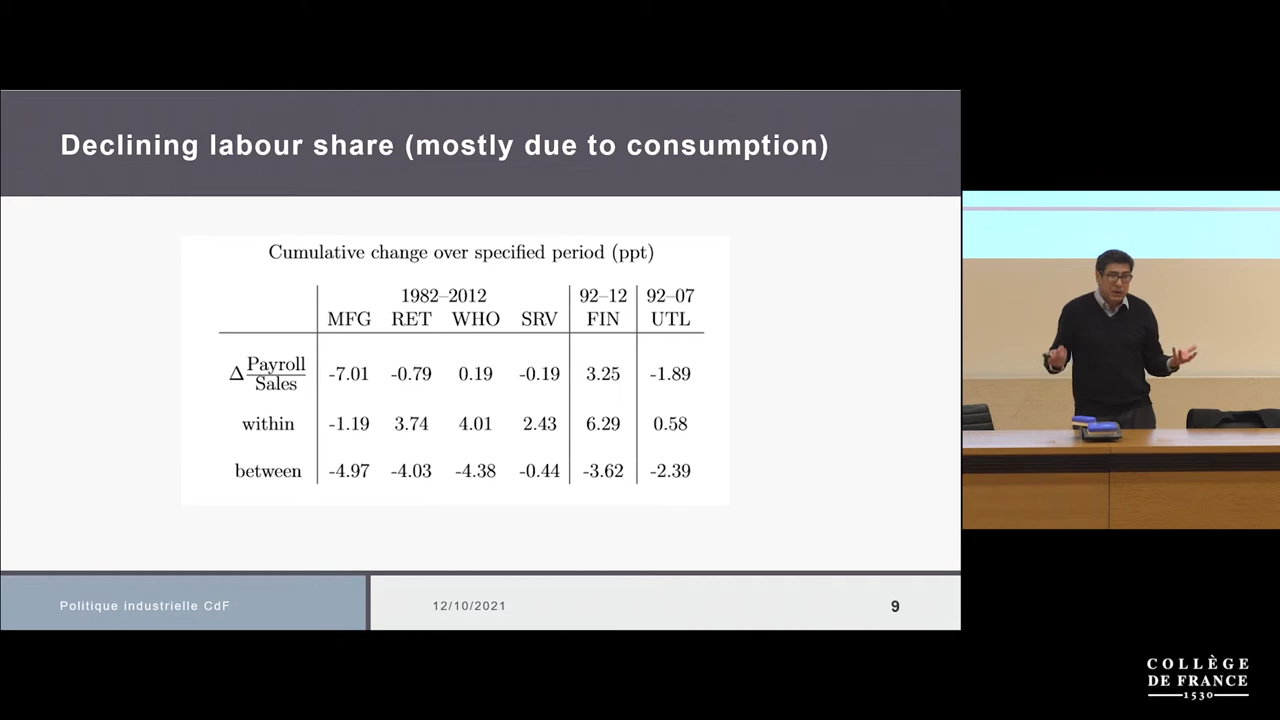 Declining labour share (mostly due to consumption)
Cumulative change over specified period (ppt)
1982–2012 92–12 92–07
MFG RET WHO SRV FIN UTL
Δ Payroll/Sales -7.01 -0.79 0.19 -0.19 3.25 -1.89
within -1.19 3.74 4.01 2.43 6.29 0.58
between -4.97 -4.03 -4.38 -0.44 -3.62 -2.39
Politique industrielle CdF 12/10/2021 9
COLLÈGE
DE FRANCE
1530